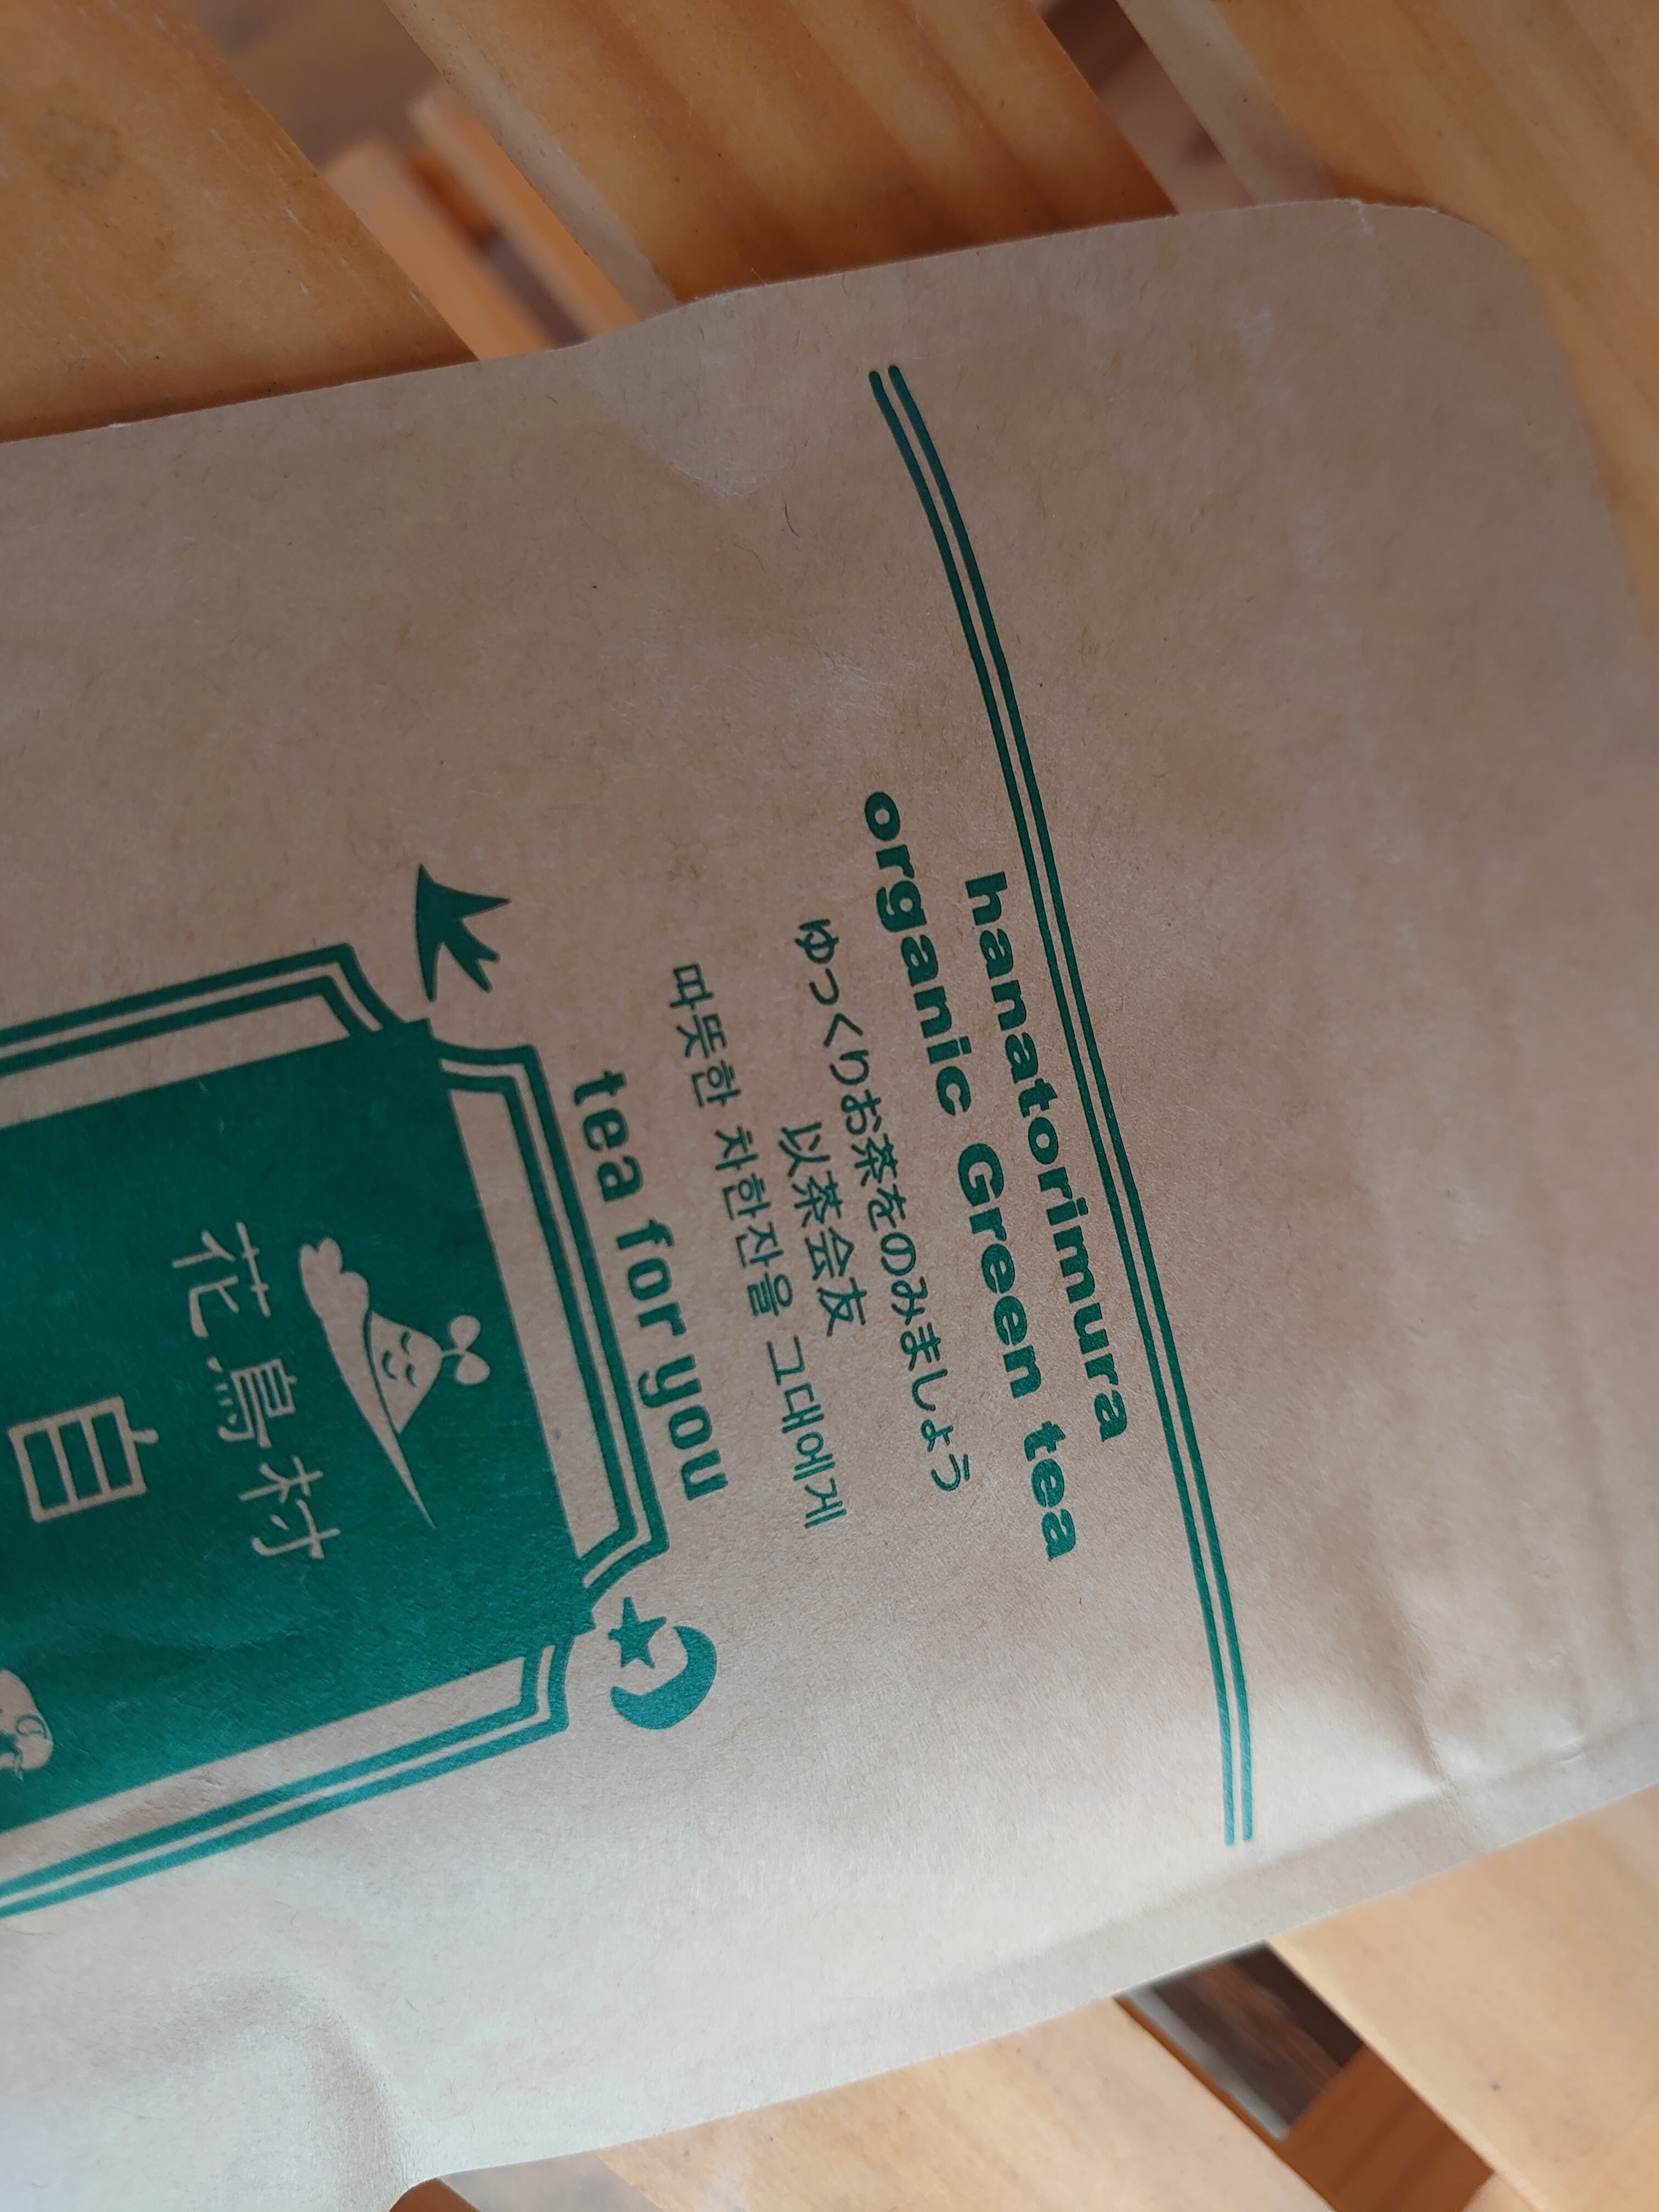 hanatorimura
organic Green tea
ゆっくりお茶をのみましょう
以茶会友
따뜻한 차한잔을 그대에게
tea for you
花鳥村
自